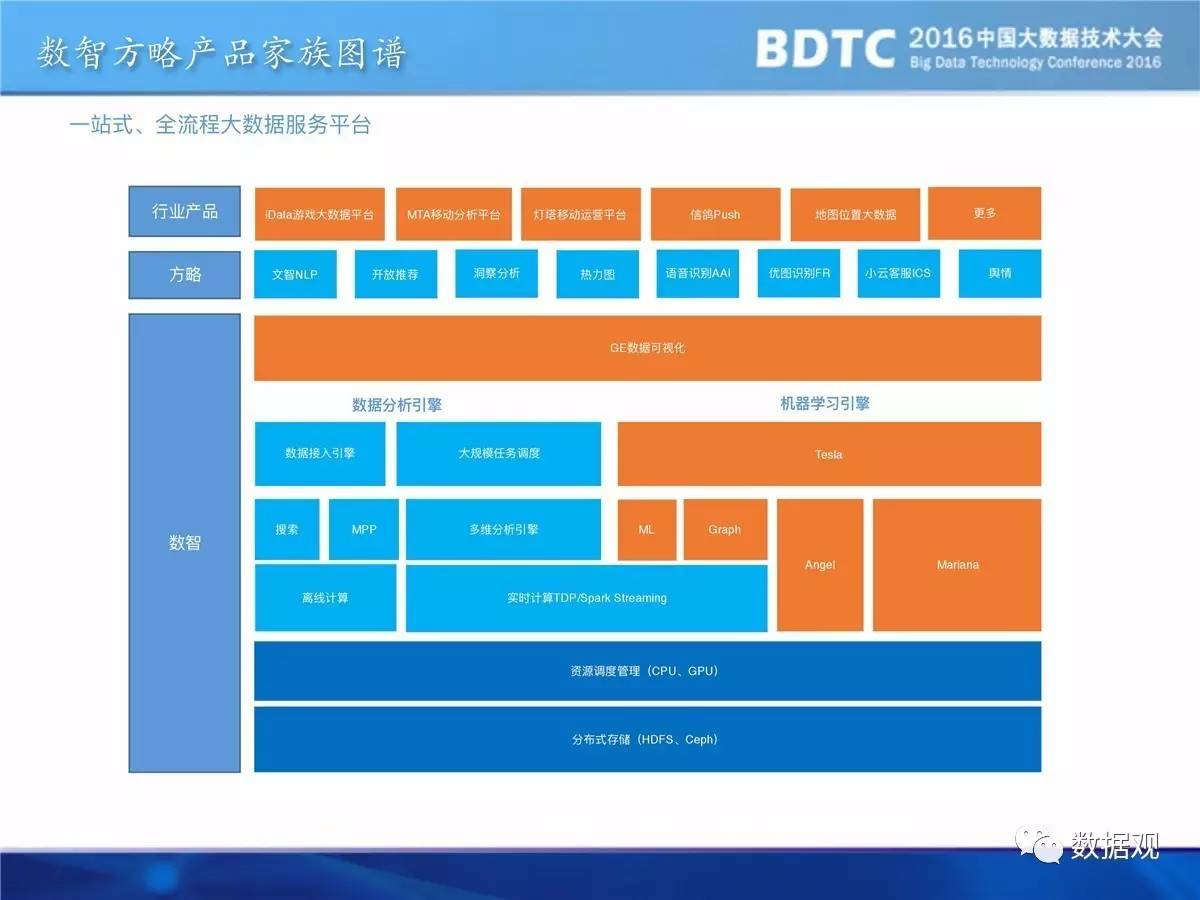 数智方略产品家族图谱
BDTC 2016中国大数据技术大会
Big Data Technology Conference 2016
一站式、全流程大数据服务平台
行业产品 iData游戏大数据平台 MTA移动分析平台 灯塔移动运营平台 信鸽Push 地图位置大数据 更多
方略 文智NLP 开放推荐 洞察分析 热力图 语音识别AAI 优图识别FR 小云客服ICS 舆情
GE数据可视化
数据分析引擎 机器学习引擎
数据接入引擎 大规模任务调度 Tesla
搜索 MPP 多维分析引擎 ML Graph
数智
Angel Mariana
离线计算 实时计算TDP/Spark Streaming
资源调度管理（CPU、GPU）
分布式存储（HDFS、Ceph）
数据观